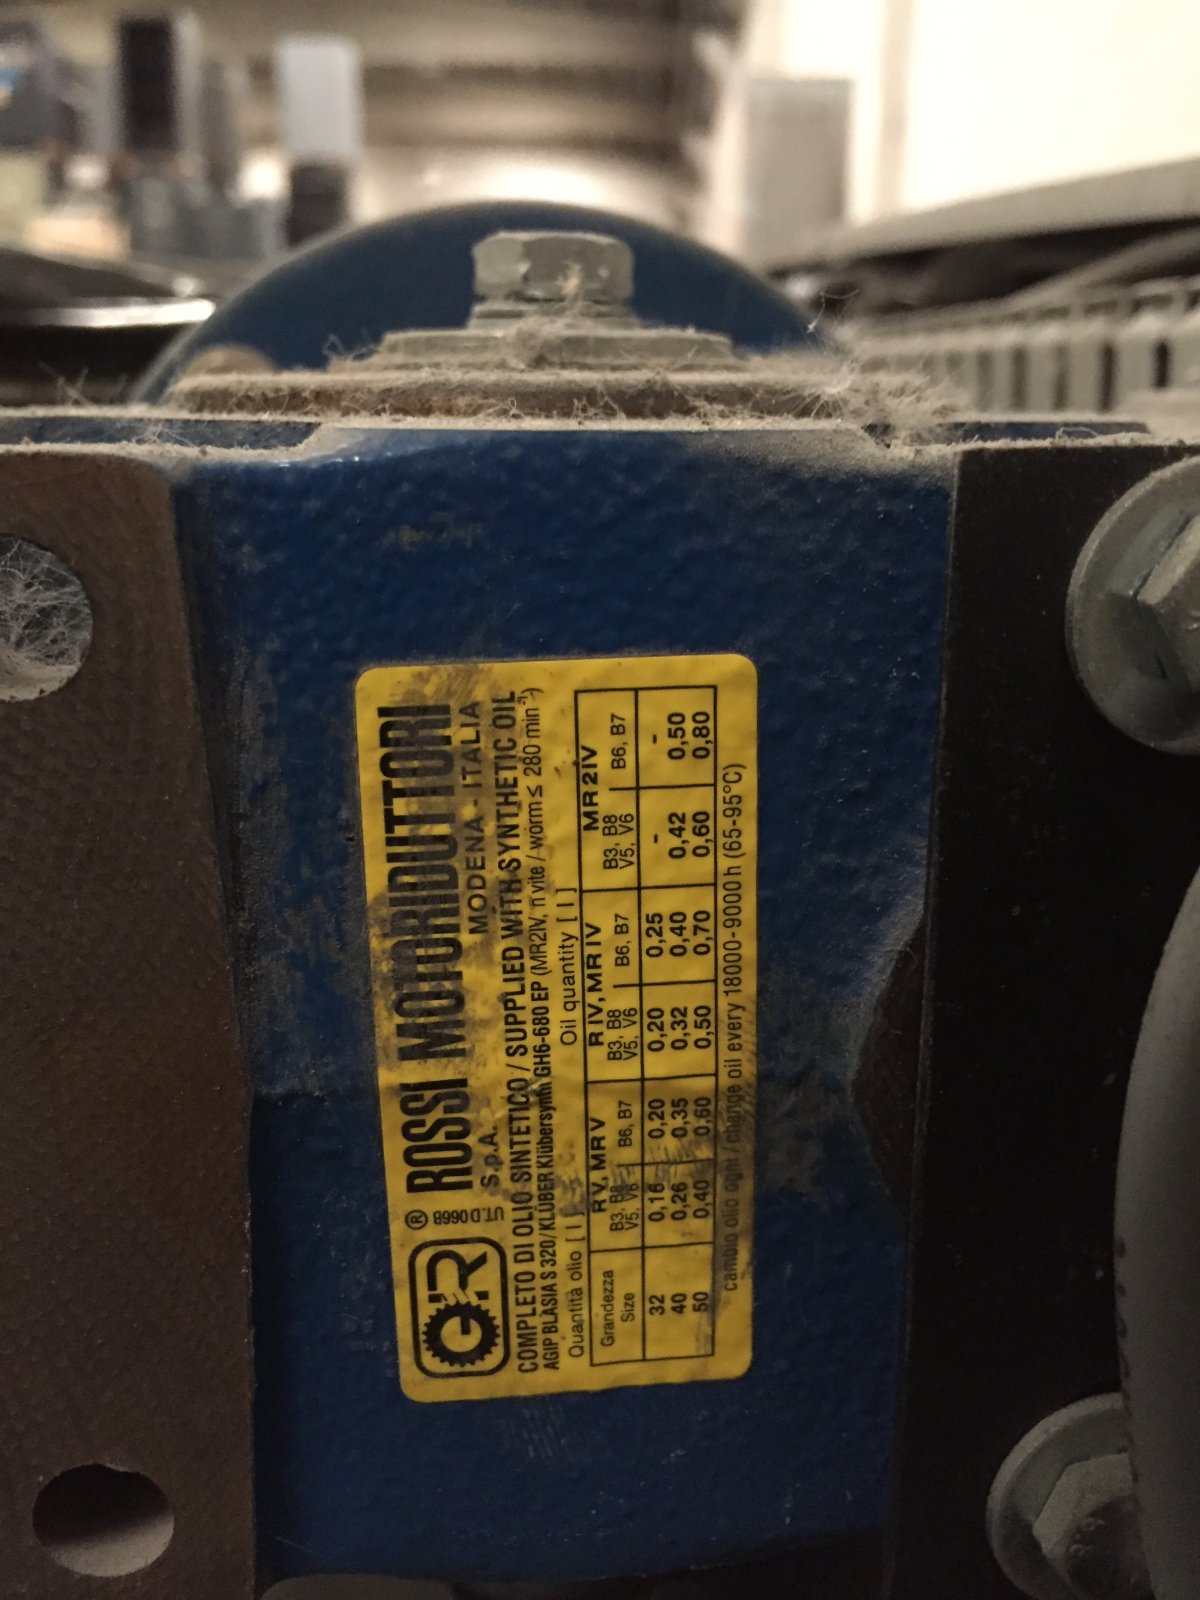 GR ® ROSSI MOTORIDUTTORI
UT.D 066B S.p.A. MODENA - ITALIA
COMPLETO DI OLIO SINTETICO / SUPPLIED WITH SYNTHETIC OIL
AGIP BLASIA S 320/KLÜBER Klübersynth GH6-680 EP (MR2IV, n vite / worm ≤ 280 min⁻¹)
Quantità olio [ l ] Oil quantity [ l ]
Grandezza Size R V, MR V R IV, MR IV MR 2IV
B3, B8 V5, V6 B6, B7 B3, B8 V5, V6 B6, B7 B3, B8 V5, V6 B6, B7
32 0,16 0,20 0,20 0,25 - -
40 0,26 0,35 0,32 0,40 0,42 0,50
50 0,40 0,60 0,50 0,70 0,60 0,80
cambio olio ogni / change oil every 18000-9000h (65-95°C)